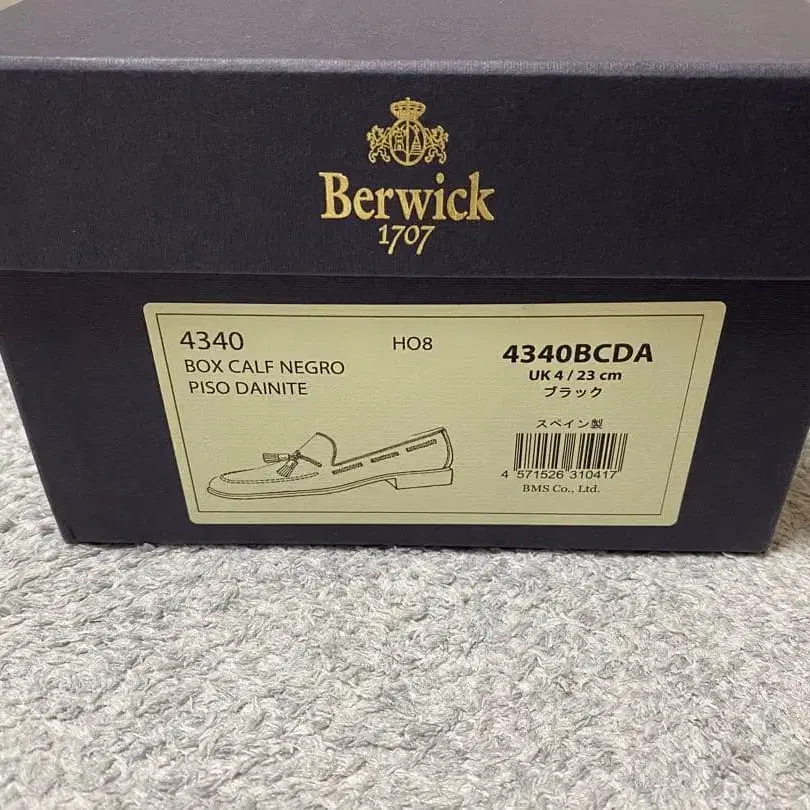 Berwick
1707
4340
HO8
BOX CALF NEGRO
PISO DAINITE
4340BCDA
UK 4 / 23 cm
ブラック
スペイン製
4 571526 310417
BMS Co., Ltd.